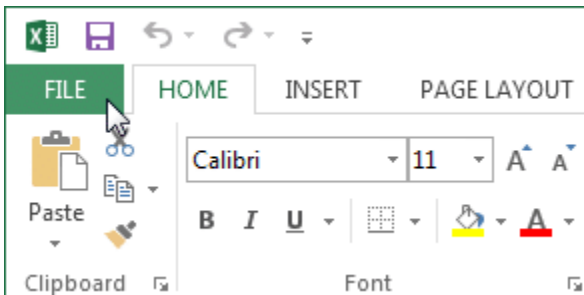 FILE HOME INSERT PAGE LAYOUT
Calibri 11 A A
Paste B I U A
Clipboard Font